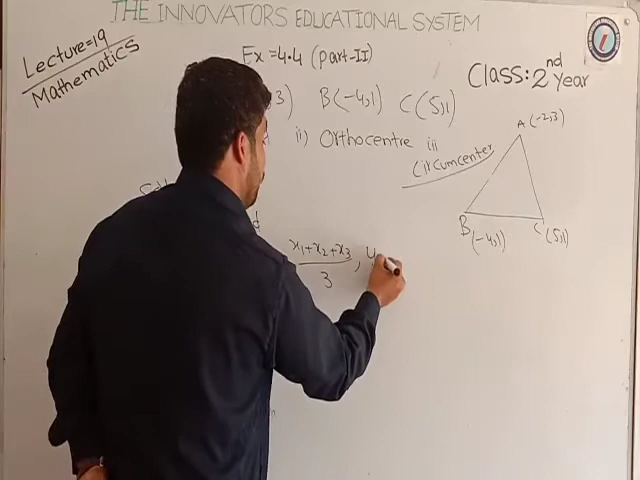 THE INNOVATORS EDUCATIONAL SYSTEM
Lecture=19
Mathematics
Ex =4.4 (part-II)
Class: 2nd year
3) B(-4,1) C(5,1)
ii) Orthocentre iii
Circumcenter
A (-2,3)
B (-4,1)
C (5,1)
x1+x2+x3
3
, y